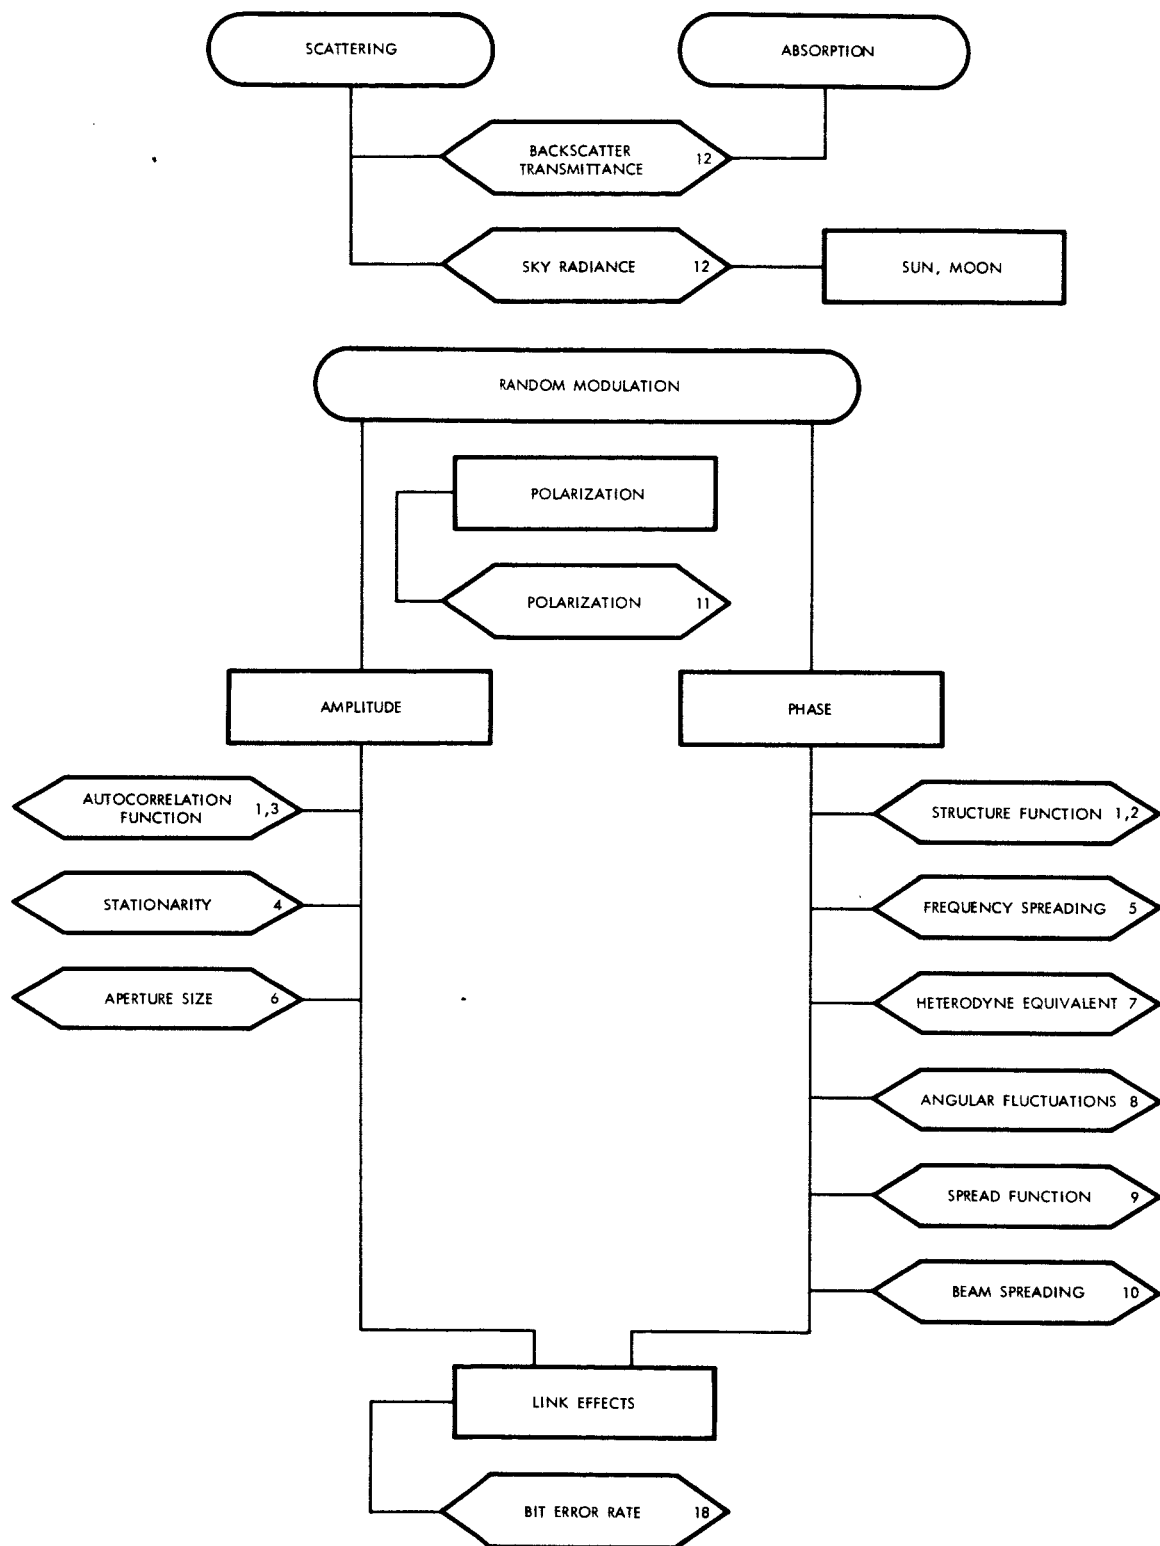 SCATTERING
ABSORPTION
BACKSCATTER
TRANSMITTANCE 12
SKY RADIANCE 12
SUN, MOON
RANDOM MODULATION
POLARIZATION
POLARIZATION 11
AMPLITUDE
PHASE
AUTOCORRELATION
FUNCTION 1,3
STRUCTURE FUNCTION 1,2
STATIONARITY 4
FREQUENCY SPREADING 5
APERTURE SIZE 6
HETERODYNE EQUIVALENT 7
ANGULAR FLUCTUATIONS 8
SPREAD FUNCTION 9
BEAM SPREADING 10
LINK EFFECTS
BIT ERROR RATE 18